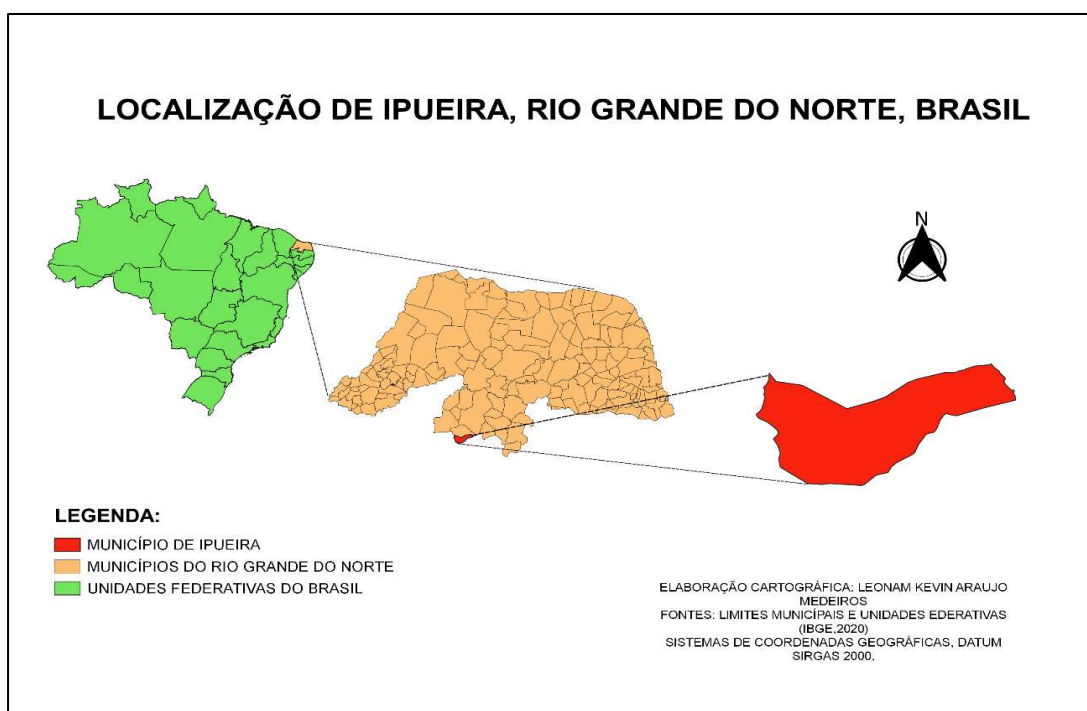 LOCALIZAÇÃO DE IPUEIRA, RIO GRANDE DO NORTE, BRASIL
N
LEGENDA:
MUNICÍPIO DE IPUEIRA
MUNICÍPIOS DO RIO GRANDE DO NORTE
UNIDADES FEDERATIVAS DO BRASIL
ELABORAÇÃO CARTOGRÁFICA: LEONAM KEVIN ARAUJO
MEDEIROS
FONTES: LIMITES MUNICÍPAIS E UNIDADES EDERATIVAS
(IBGE,2020)
SISTEMAS DE COORDENADAS GEOGRÁFICAS, DATUM
SIRGAS 2000.